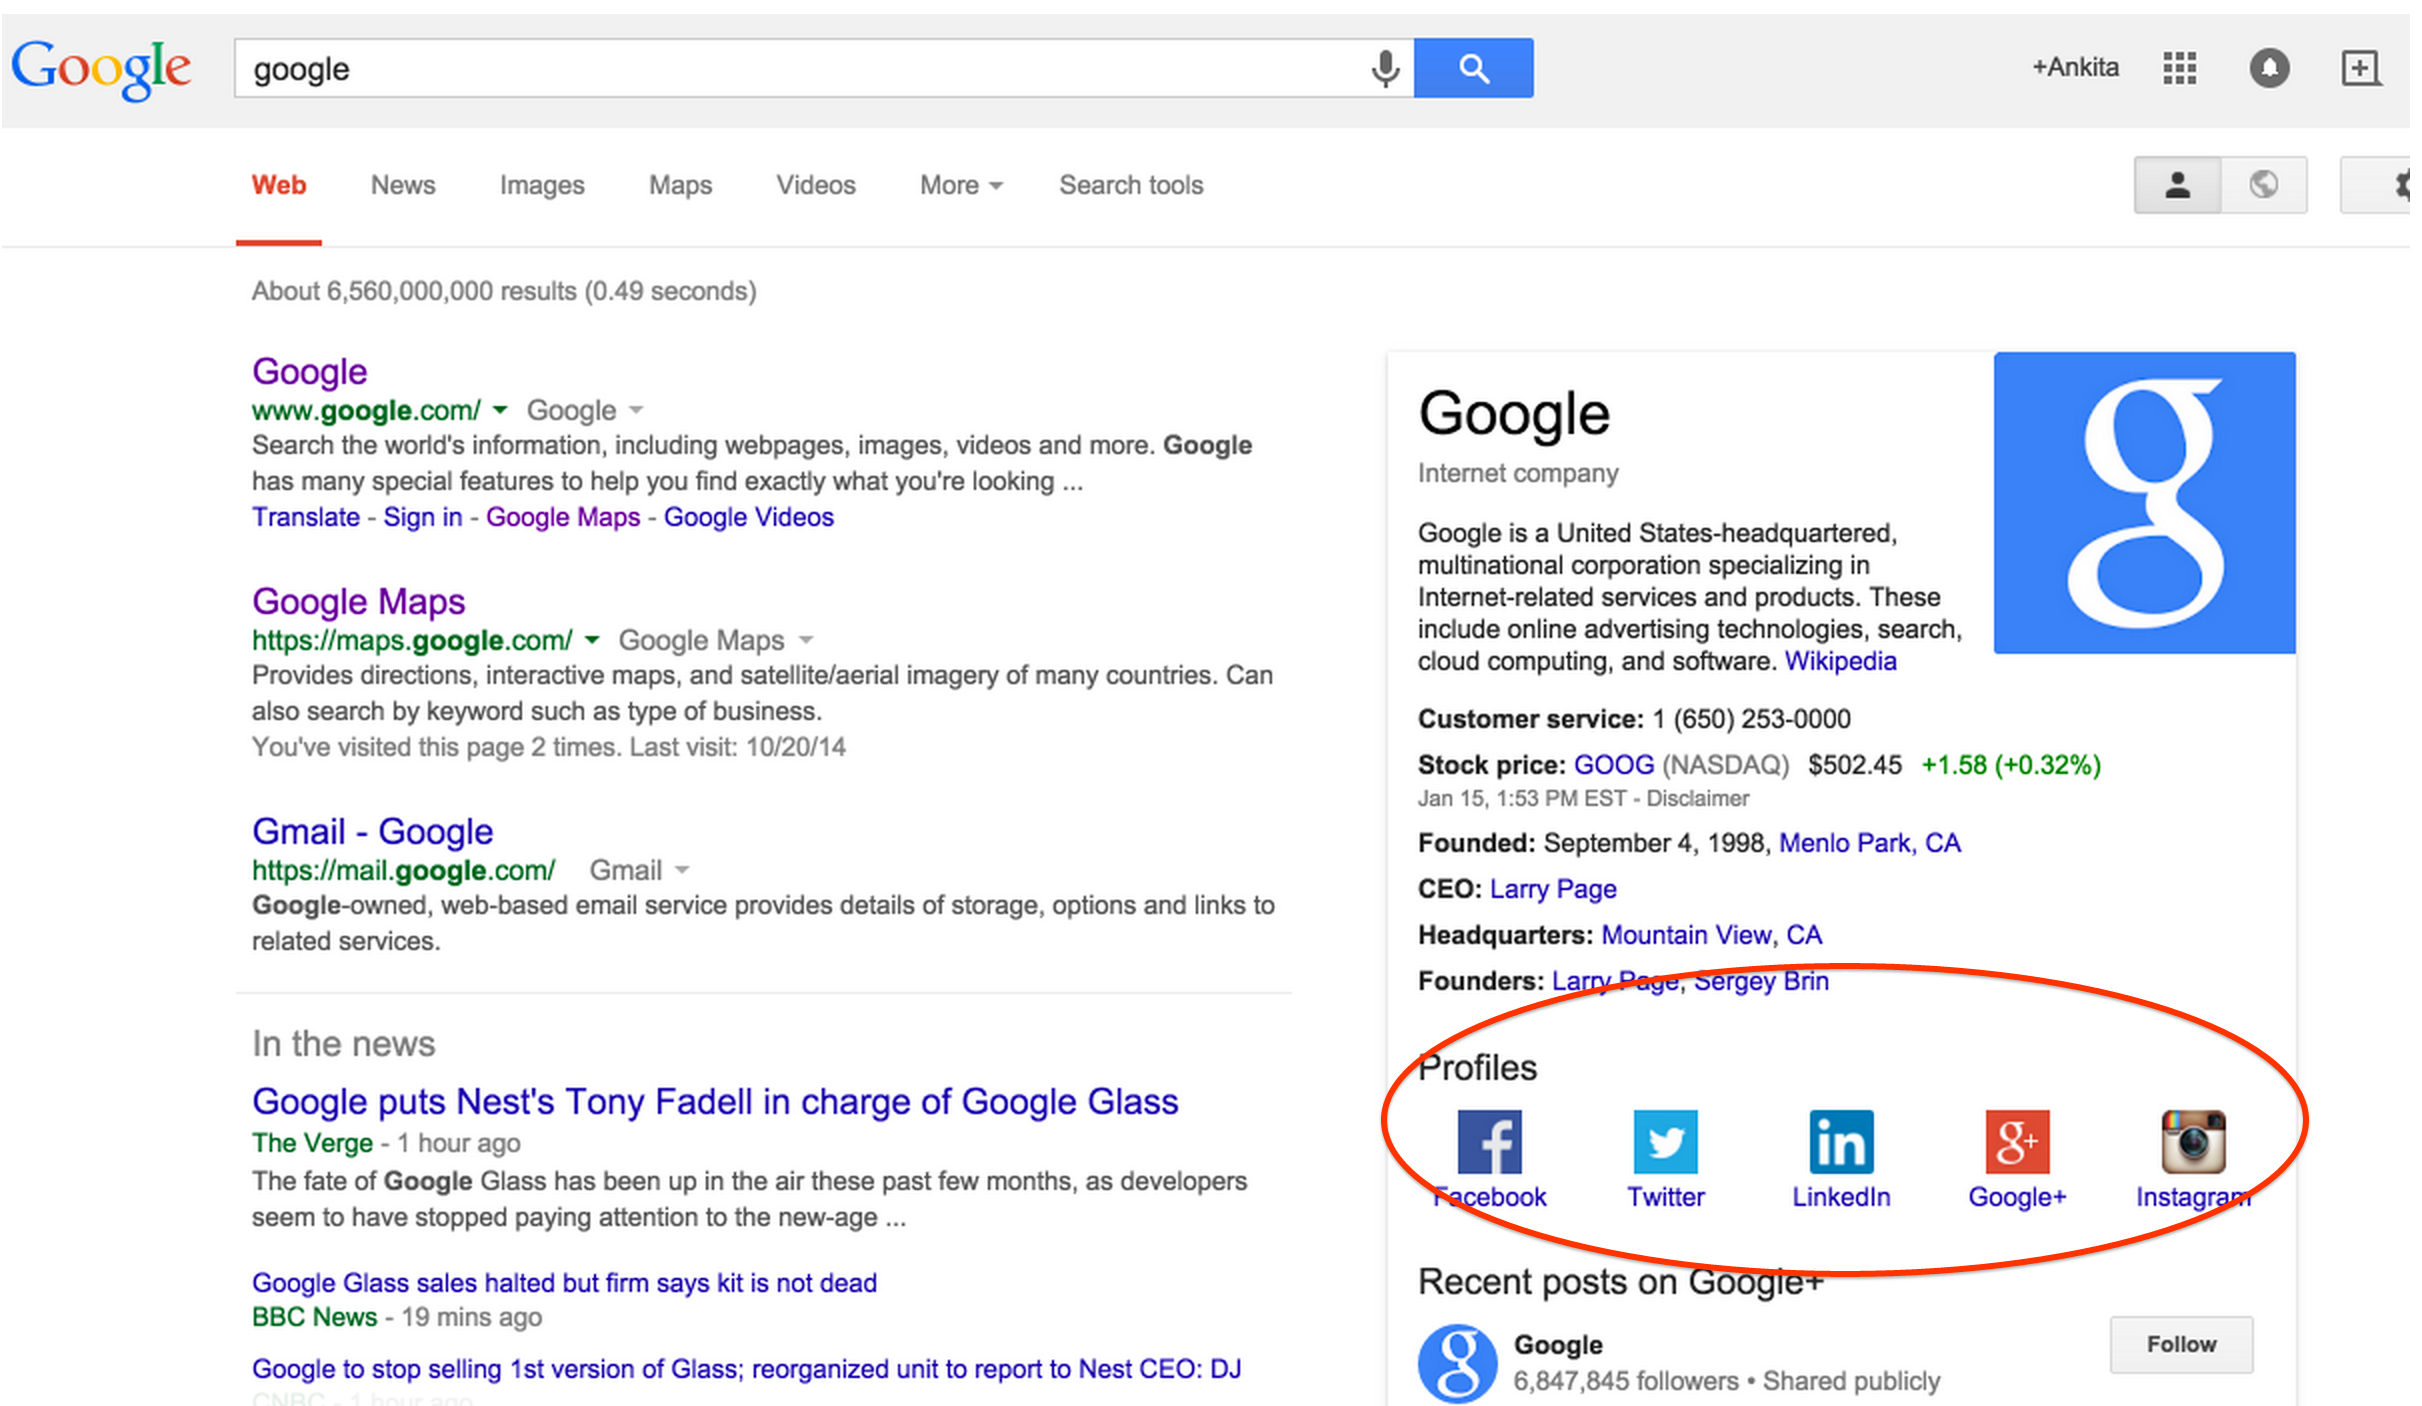 Google
google
+Ankita
Web News Images Maps Videos More Search tools
About 6,560,000,000 results (0.49 seconds)
Google
www.google.com/ Google
Search the world's information, including webpages, images, videos and more. Google
has many special features to help you find exactly what you're looking ...
Translate - Sign in - Google Maps - Google Videos
Google Maps
https://maps.google.com/ Google Maps
Provides directions, interactive maps, and satellite/aerial imagery of many countries. Can
also search by keyword such as type of business.
You've visited this page 2 times. Last visit: 10/20/14
Gmail - Google
https://mail.google.com/ Gmail
Google-owned, web-based email service provides details of storage, options and links to
related services.
In the news
Google puts Nest's Tony Fadell in charge of Google Glass
The Verge - 1 hour ago
The fate of Google Glass has been up in the air these past few months, as developers
seem to have stopped paying attention to the new-age ...
Google Glass sales halted but firm says kit is not dead
BBC News - 19 mins ago
Google to stop selling 1st version of Glass; reorganized unit to report to Nest CEO: DJ
CNBC - 1 hour ago
Google
Internet company
g
Google is a United States-headquartered,
multinational corporation specializing in
Internet-related services and products. These
include online advertising technologies, search,
cloud computing, and software. Wikipedia
Customer service: 1 (650) 253-0000
Stock price: GOOG (NASDAQ) $502.45 +1.58 (+0.32%)
Jan 15, 1:53 PM EST - Disclaimer
Founded: September 4, 1998, Menlo Park, CA
CEO: Larry Page
Headquarters: Mountain View, CA
Founders: Larry Page, Sergey Brin
Profiles
f in g+
Facebook Twitter LinkedIn Google+ Instagram
Recent posts on Google+
g
Google
6,847,845 followers • Shared publicly
Follow